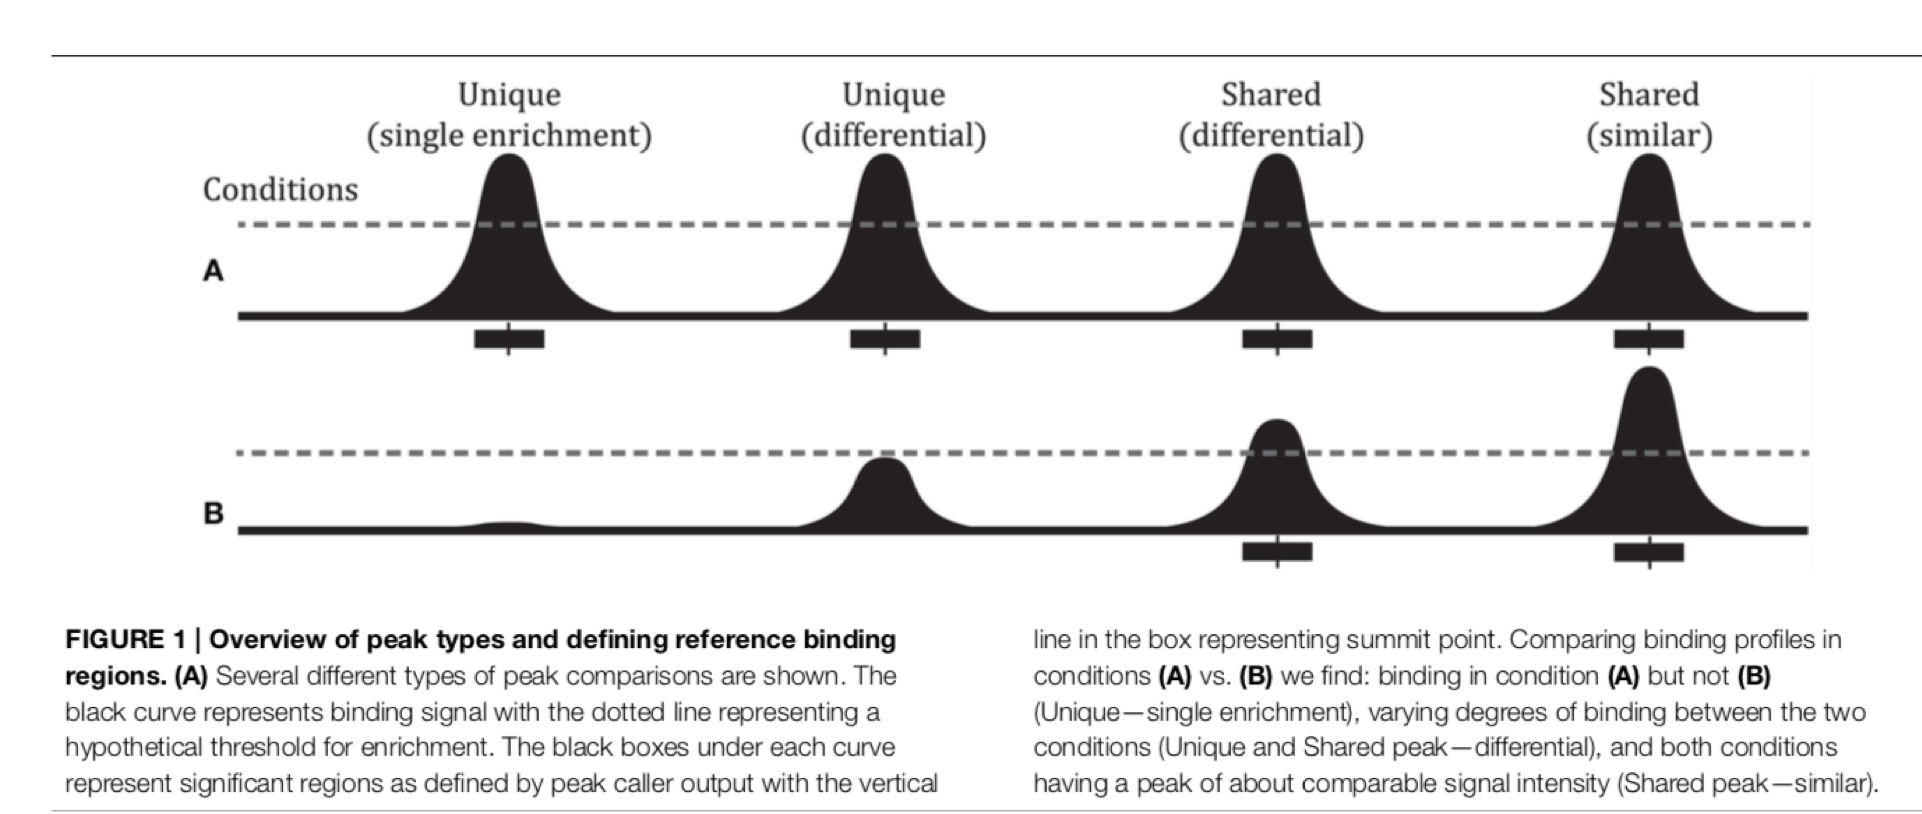 Unique
(single enrichment)
Unique
(differential)
Shared
(differential)
Shared
(similar)
Conditions
A
B
FIGURE 1 | Overview of peak types and defining reference binding
regions. (A) Several different types of peak comparisons are shown. The
black curve represents binding signal with the dotted line representing a
hypothetical threshold for enrichment. The black boxes under each curve
represent significant regions as defined by peak caller output with the vertical
line in the box representing summit point. Comparing binding profiles in
conditions (A) vs. (B) we find: binding in condition (A) but not (B)
(Unique—single enrichment), varying degrees of binding between the two
conditions (Unique and Shared peak—differential), and both conditions
having a peak of about comparable signal intensity (Shared peak—similar).